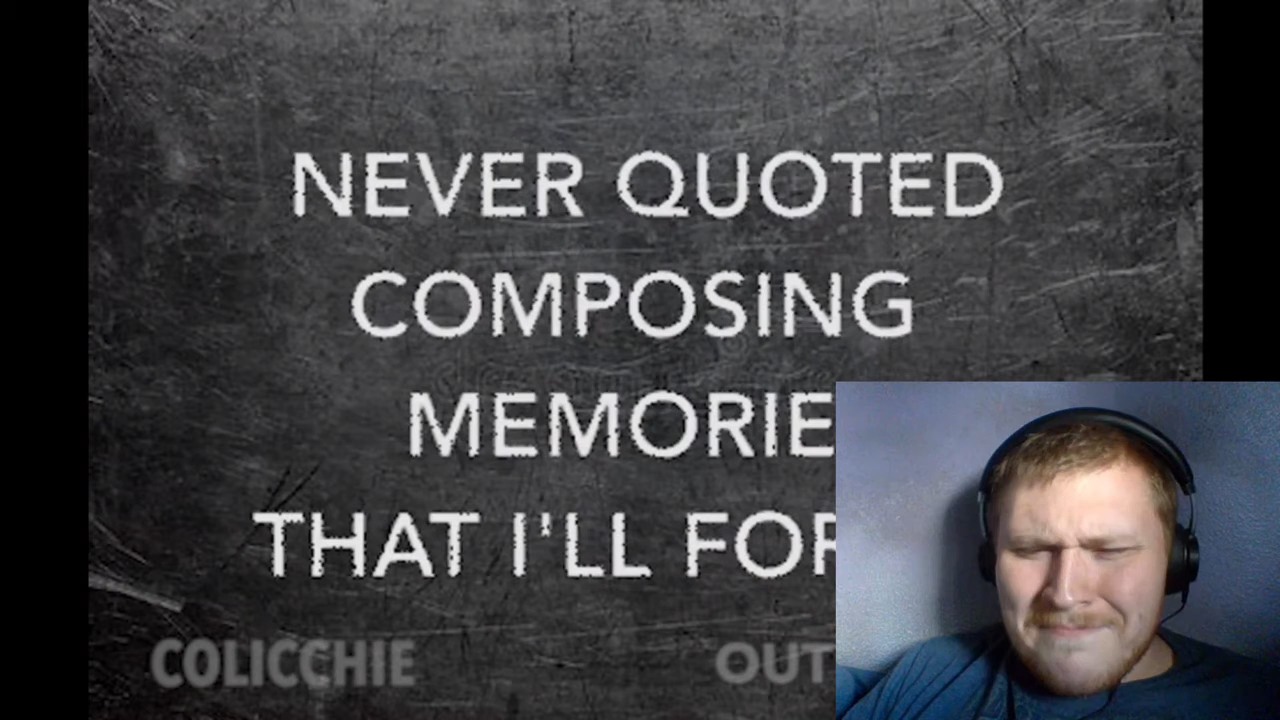 NEVER QUOTED
COMPOSING
MEMORIE
THAT I'LL FOR
COLICCHIE OUT